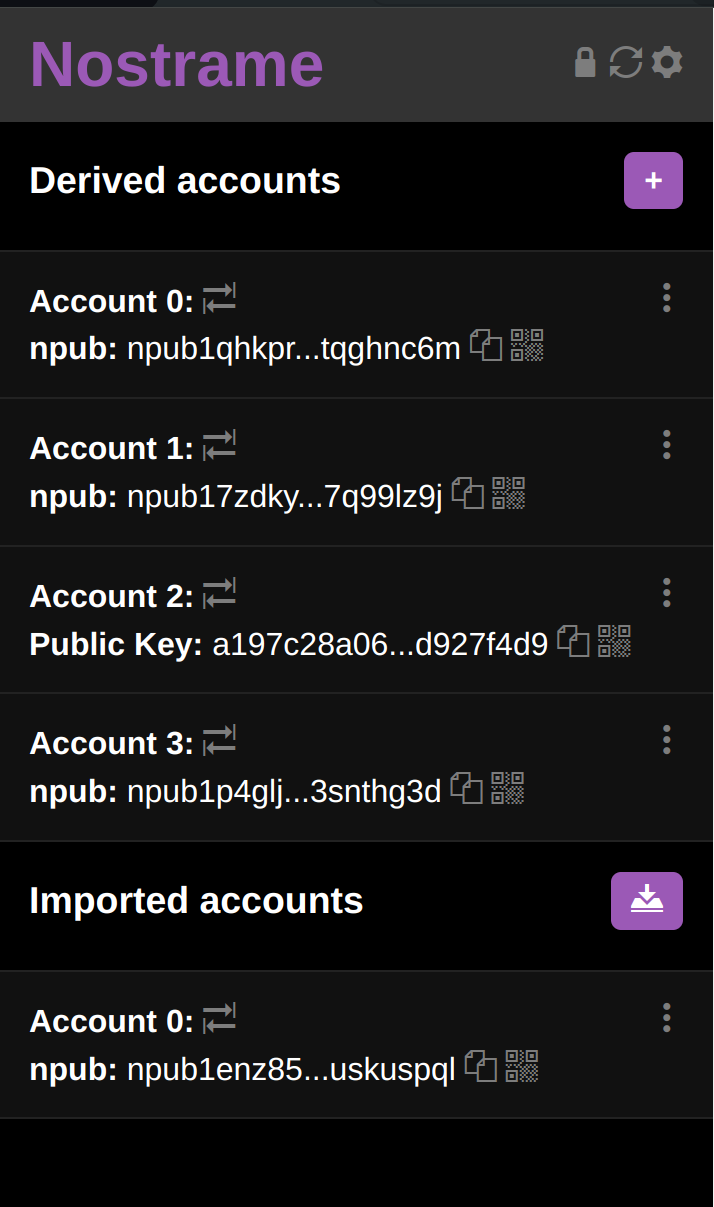 Nostrame
Derived accounts
+
Account 0:
npub: npub1qhkpr...tqghnc6m
Account 1:
npub: npub17zdky...7q99lz9j
Account 2:
Public Key: a197c28a06...d927f4d9
Account 3:
npub: npub1p4glj...3snthg3d
Imported accounts
Account 0:
npub: npub1enz85...uskuspql